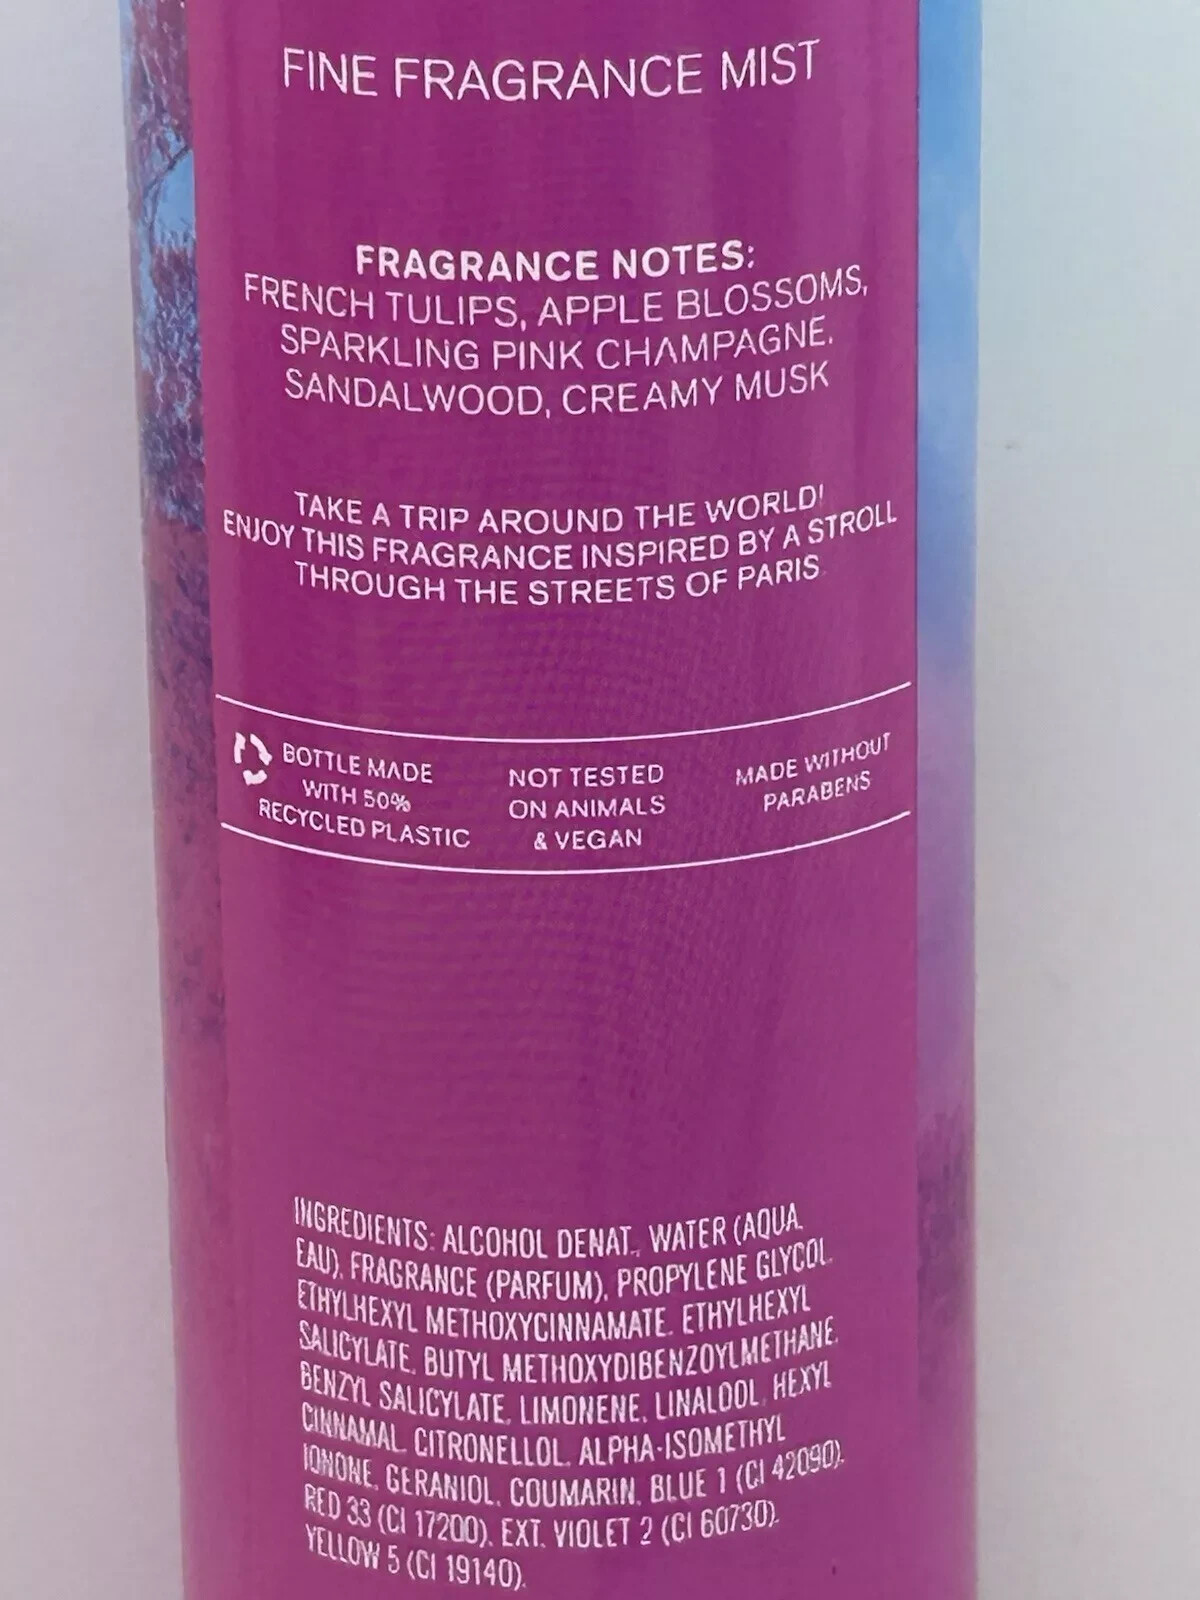 FINE FRAGRANCE MIST
FRAGRANCE NOTES:
FRENCH TULIPS, APPLE BLOSSOMS,
SPARKLING PINK CHAMPAGNE,
SANDALWOOD, CREAMY MUSK
TAKE A TRIP AROUND THE WORLD!
ENJOY THIS FRAGRANCE INSPIRED BY A STROLL
THROUGH THE STREETS OF PARIS.
BOTTLE MADE
WITH 50%
RECYCLED PLASTIC
NOT TESTED
ON ANIMALS
& VEGAN
MADE WITHOUT
PARABENS
INGREDIENTS: ALCOHOL DENAT., WATER (AQUA,
EAU), FRAGRANCE (PARFUM), PROPYLENE GLYCOL,
ETHYLHEXYL METHOXYCINNAMATE, ETHYLHEXYL
SALICYLATE, BUTYL METHOXYDIBENZOYLMETHANE,
BENZYL SALICYLATE, LIMONENE, LINALOOL, HEXYL
CINNAMAL, CITRONELLOL, ALPHA-ISOMETHYL
IONONE, GERANIOL, COUMARIN, BLUE 1 (CI 42090),
RED 33 (CI 17200), EXT. VIOLET 2 (CI 60730),
YELLOW 5 (CI 19140).